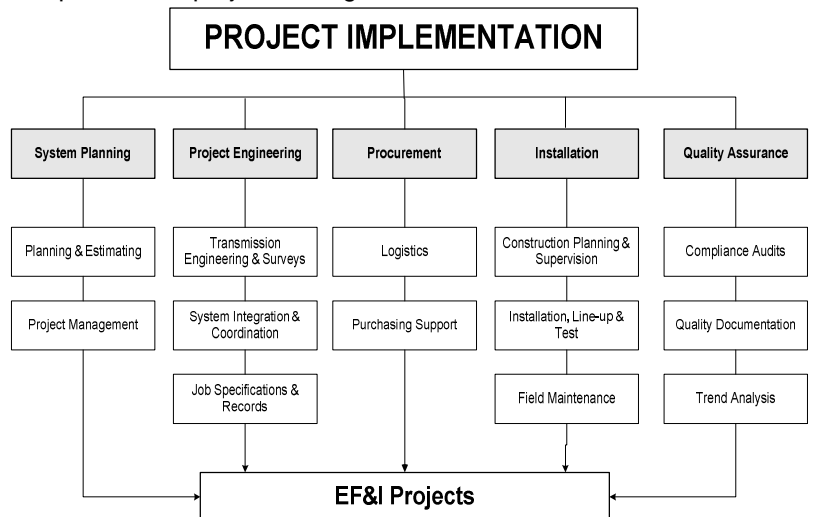 PROJECT IMPLEMENTATION
System Planning
Project Engineering
Procurement
Installation
Quality Assurance
Planning & Estimating
Transmission
Engineering & Surveys
Logistics
Construction Planning &
Supervision
Compliance Audits
Project Management
System Integration &
Coordination
Purchasing Support
Installation, Line-up &
Test
Quality Documentation
Job Specifications &
Records
Field Maintenance
Trend Analysis
EF&I Projects